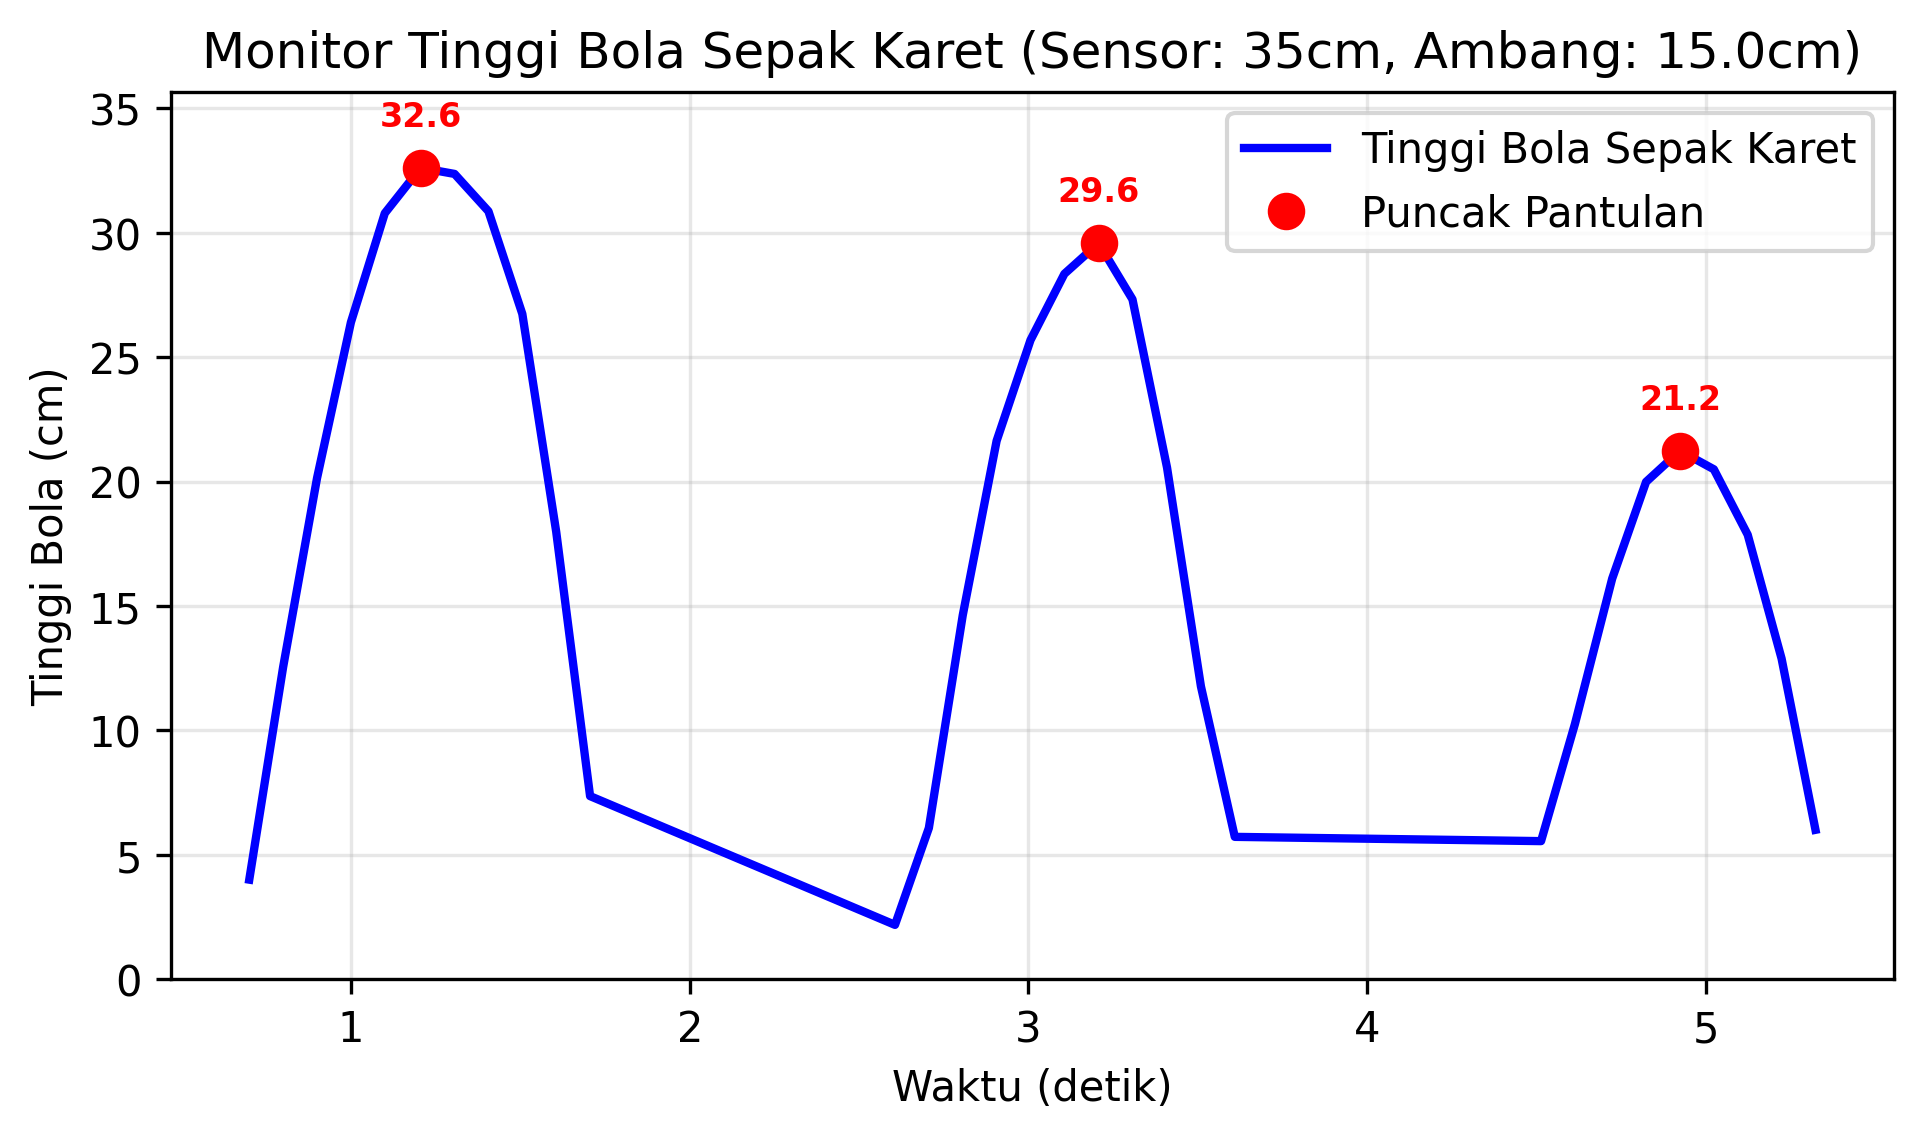 Monitor Tinggi Bola Sepak Karet (Sensor: 35cm, Ambang: 15.0cm)
Tinggi Bola (cm)
35
30
25
20
15
10
5
0
32.6
29.6
21.2
Tinggi Bola Sepak Karet
Puncak Pantulan
1 2 3 4 5
Waktu (detik)